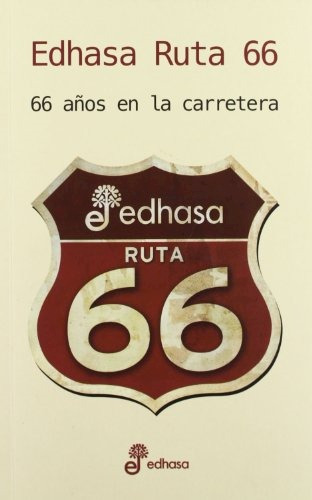 Edhasa Ruta 66
66 años en la carretera
edhasa
RUTA
66
edhasa